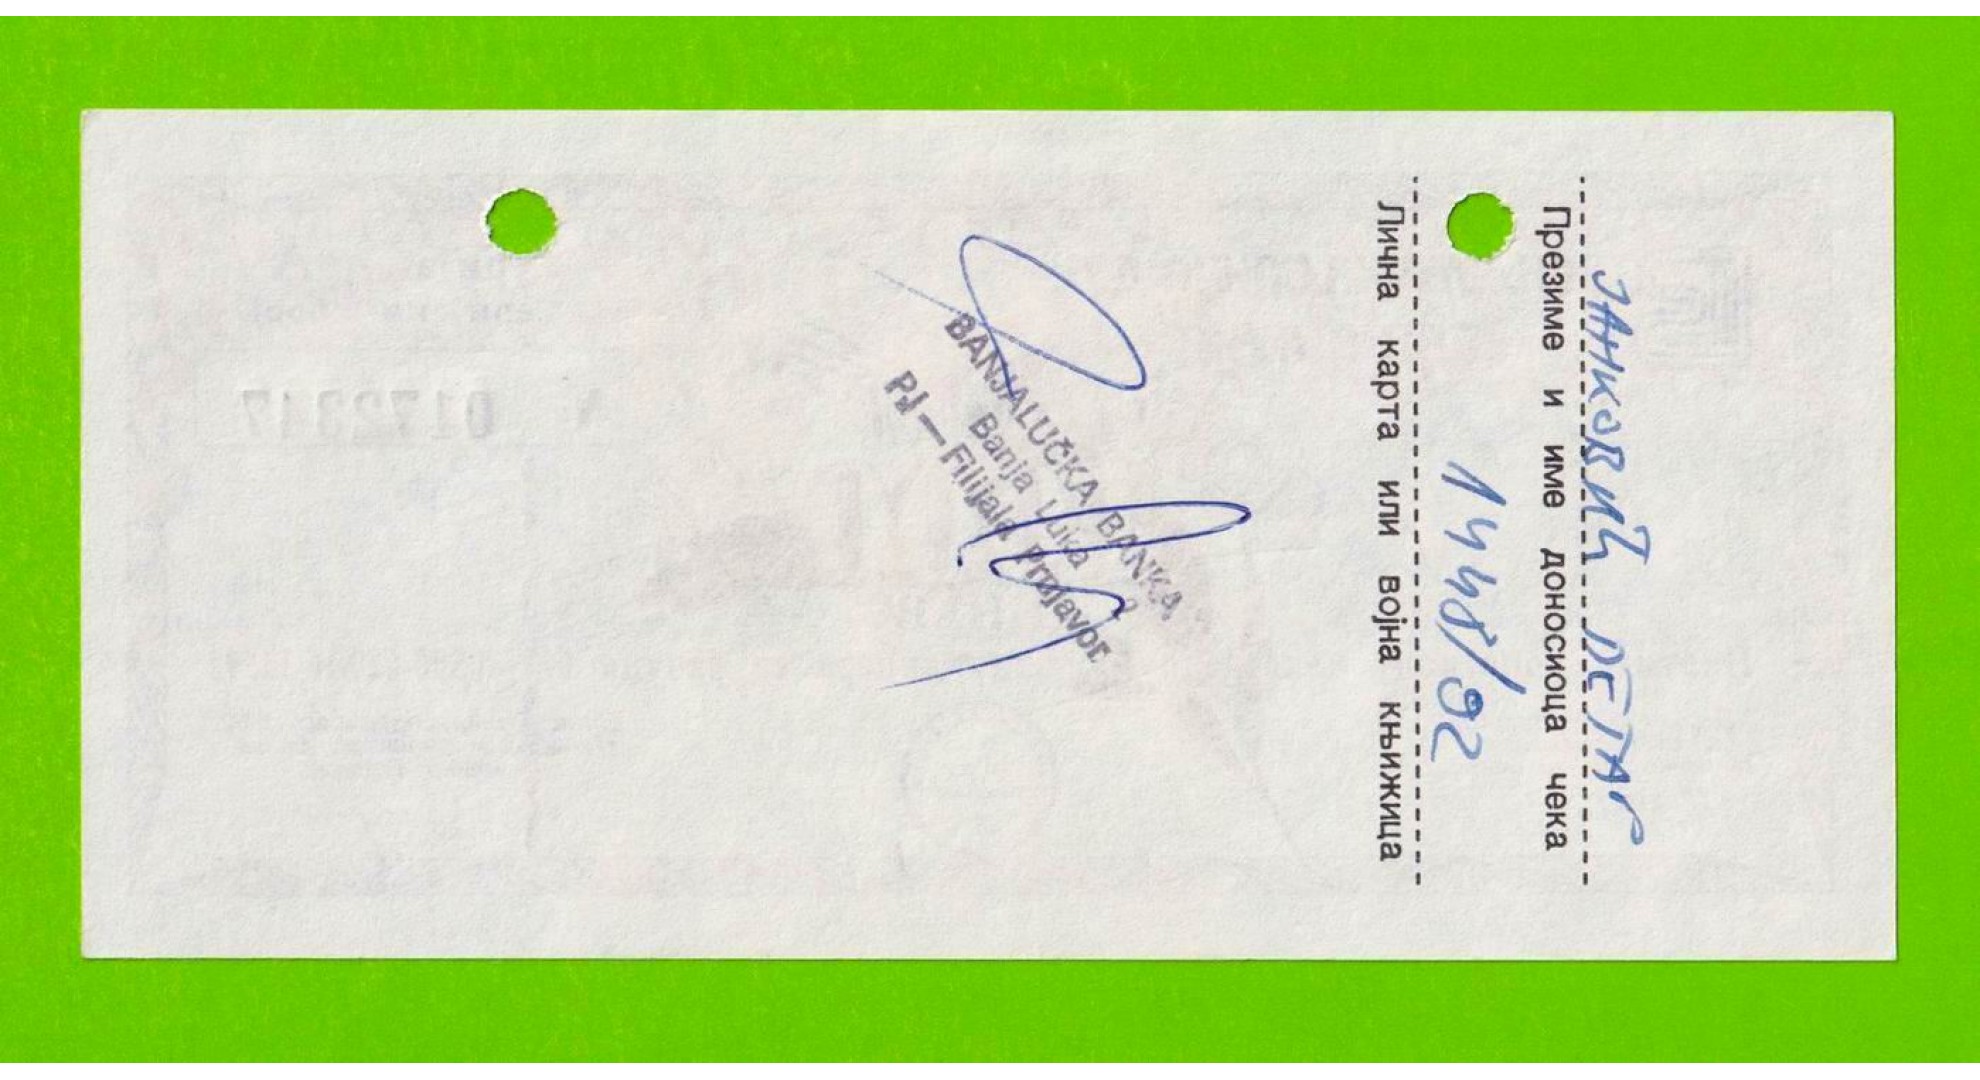 ЈАНКОВИЋ ПЕТАР
Презиме и име доносиоца чека
1448/92
Лична карта или војна књижица
BANJALUČKA BANKA
Banja Luka
PJ — Filijala Prnjavor